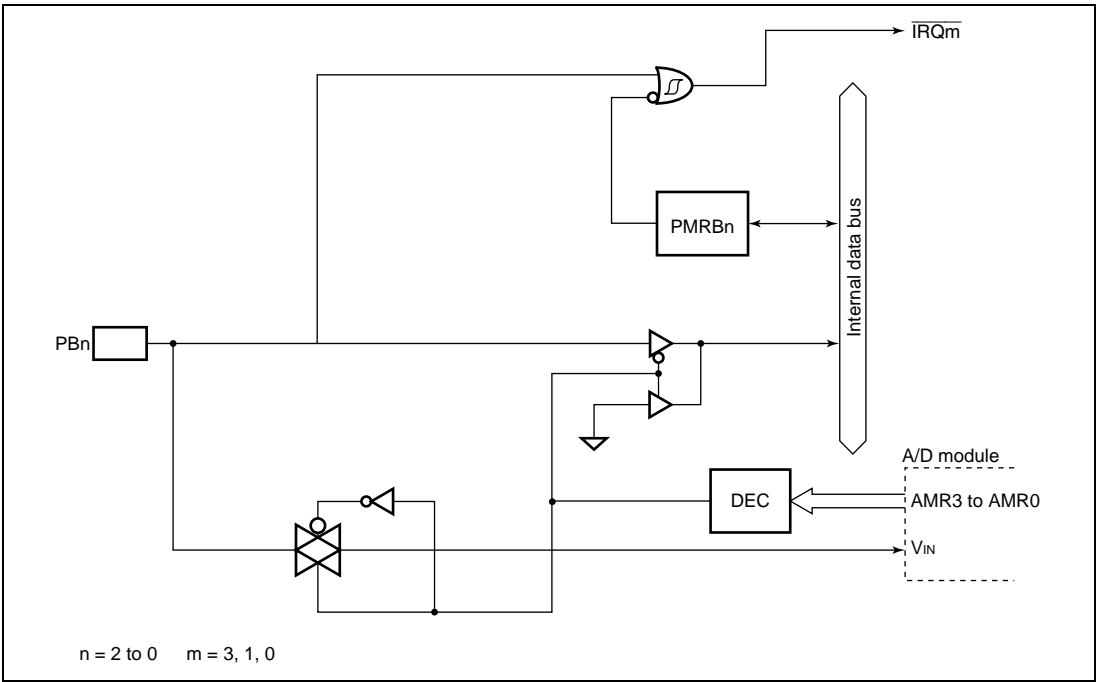 IRQm
PMRBn
Internal data bus
PBn
A/D module
DEC
AMR3 to AMR0
VIN
n = 2 to 0 m = 3, 1, 0